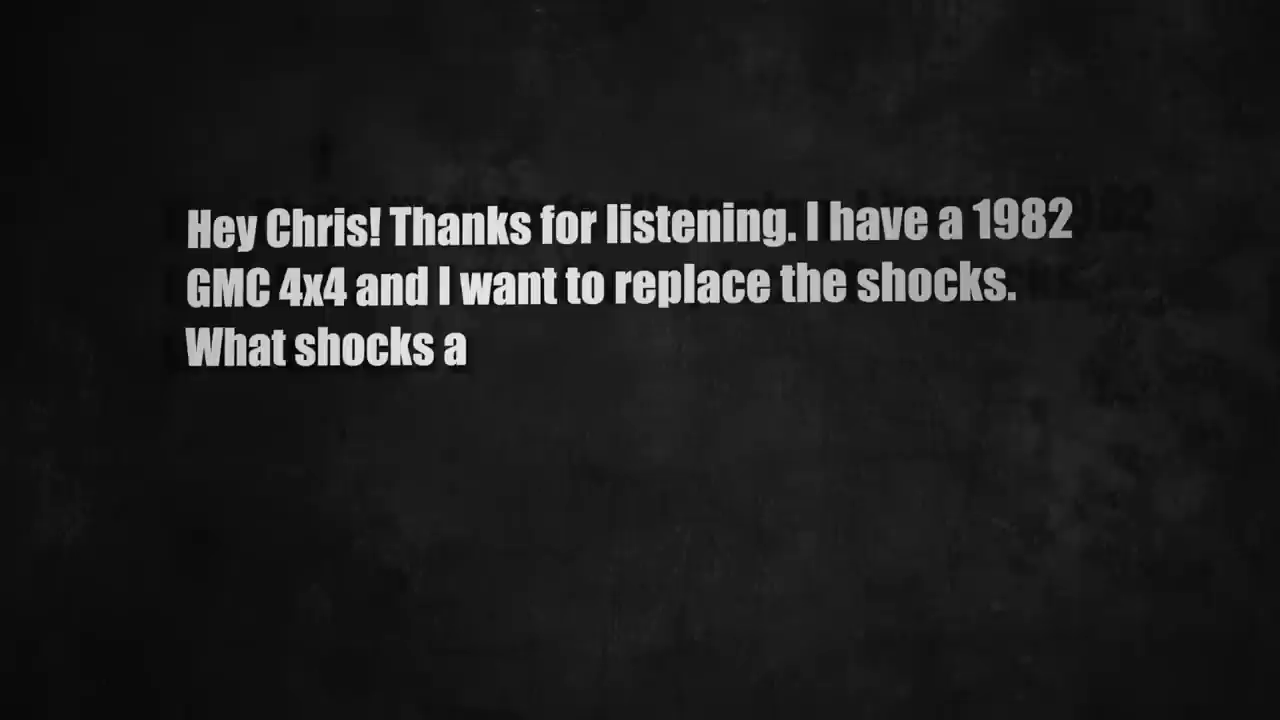 Hey Chris! Thanks for listening. I have a 1982
GMC 4x4 and I want to replace the shocks.
What shocks a